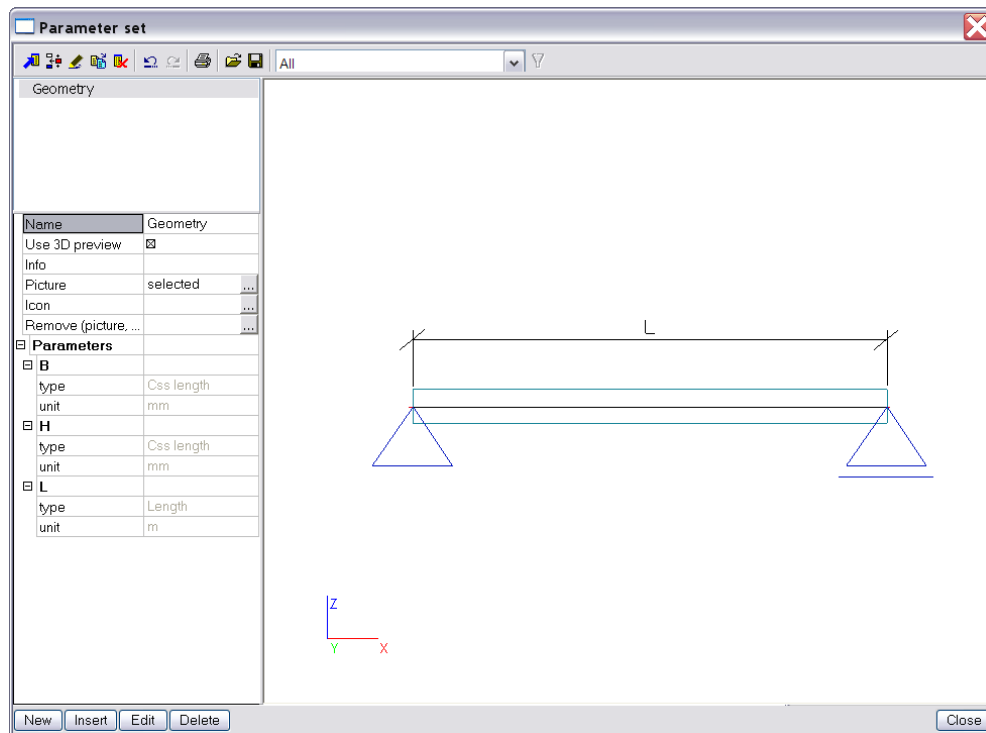 Parameter set
All
Geometry
Name Geometry
Use 3D preview
Info
Picture selected ...
Icon ...
Remove (picture, ... ...
Parameters
B
type Css length
unit mm
H
type Css length
unit mm
L
type Length
unit m
L
Z
Y X
New Insert Edit Delete Close